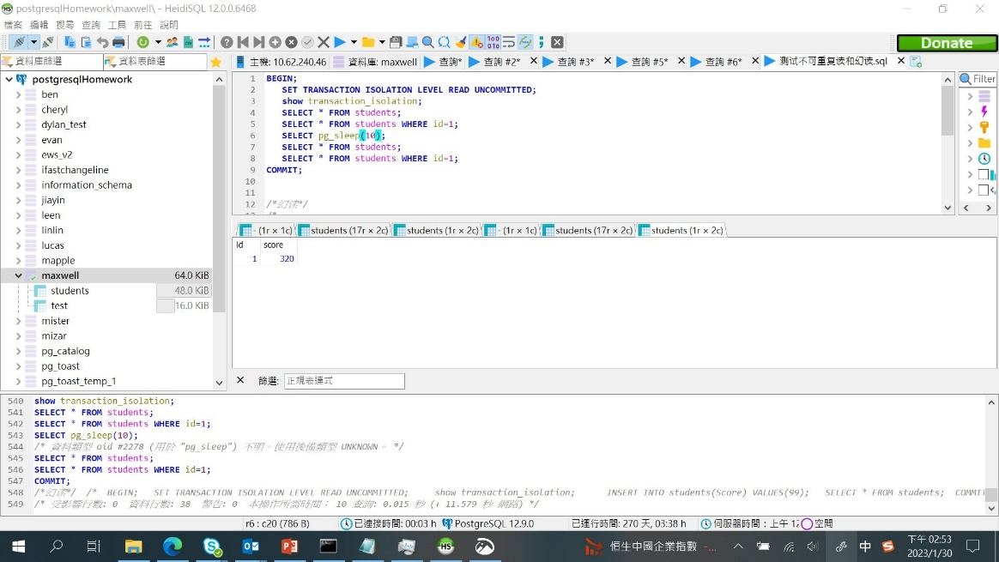 postgresqlHomework\maxwell\ - HeidiSQL 12.0.0.6468
檔案 編輯 搜尋 查詢 工具 前往 說明
Donate
資料庫篩選 資料表篩選 主機: 10.62.240.46 資料庫: maxwell 查詢* 查詢 #2* 查詢 #3* 查詢 #5* 查詢 #6* 测试不可重复读和幻读.sql
postgresqlHomework
ben
cheryl
dylan_test
evan
ews_v2
ifastchangeline
information_schema
jiayin
leen
linlin
lucas
mapple
maxwell 64.0 KiB
students 48.0 KiB
test 16.0 KiB
mister
mizar
pg_catalog
pg_toast
pg_toast_temp_1
1 BEGIN;
2 SET TRANSACTION ISOLATION LEVEL READ UNCOMMITTED;
3 show transaction_isolation;
4 SELECT * FROM students;
5 SELECT * FROM students WHERE id=1;
6 SELECT pg_sleep(10);
7 SELECT * FROM students;
8 SELECT * FROM students WHERE id=1;
9 COMMIT;
10
11
12 /*幻读*/
Filter
- (1r × 1c) students (17r × 2c) students (1r × 2c) - (1r × 1c) students (17r × 2c) students (1r × 2c)
id score
1 320
篩選: 正規表達式
540 show transaction_isolation;
541 SELECT * FROM students;
542 SELECT * FROM students WHERE id=1;
543 SELECT pg_sleep(10);
544 /* 資料類型 oid #2278 (用於 "pg_sleep") 不明。使用後備類型 UNKNOWN。 */
545 SELECT * FROM students;
546 SELECT * FROM students WHERE id=1;
547 COMMIT;
548 /*幻读*/ /* BEGIN; SET TRANSACTION ISOLATION LEVEL READ UNCOMMITTED; show transaction_isolation; INSERT INTO students(Score) VALUES(99); SELECT * FROM students; COMMIT
549 /* 受影響行數: 0 資料行數: 38 警告: 0 本操作所需時間: 10 查詢: 0.015 秒 (+ 11.579 秒 網路) */
r6 : c20 (786 B) 已連接時間: 00:03 h PostgreSQL 12.9.0 已運行時間: 270 天, 03:38 h 伺服器時間：上午 12 空閒
恒生中國企業指數 -... 中 下午 02:53
2023/1/30